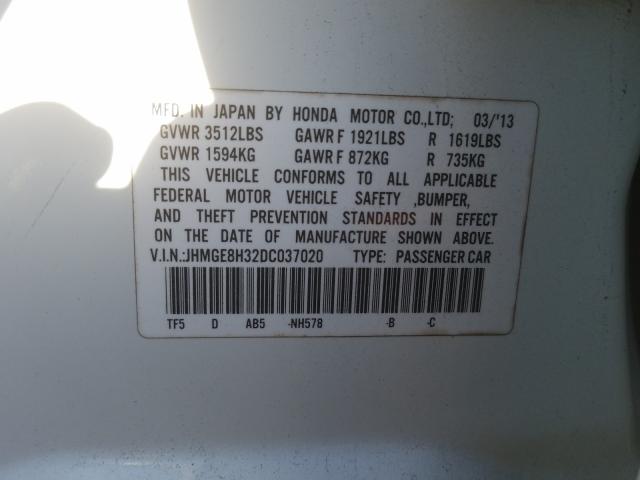 MFD. IN JAPAN BY HONDA MOTOR CO.,LTD; 03/'13
GVWR 3512LBS GAWR F 1921LBS R 1619LBS
GVWR 1594KG GAWR F 872KG R 735KG
THIS VEHICLE CONFORMS TO ALL APPLICABLE
FEDERAL MOTOR VEHICLE SAFETY ,BUMPER,
AND THEFT PREVENTION STANDARDS IN EFFECT
ON THE DATE OF MANUFACTURE SHOWN ABOVE.
V.I.N.:JHMGE8H32DC037020 TYPE: PASSENGER CAR
TF5 D AB5 -NH578 -B -C